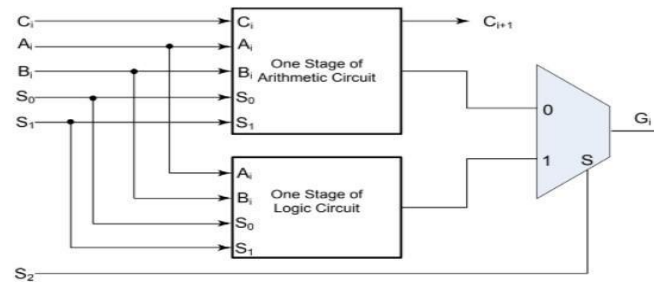 Cᵢ
Aᵢ
Bᵢ
S₀
S₁
S₂
Cᵢ
Aᵢ
Bᵢ
S₀
S₁
One Stage of
Arithmetic Circuit
Cᵢ₊₁
Aᵢ
Bᵢ
S₀
S₁
One Stage of
Logic Circuit
0
1
S
Gᵢ